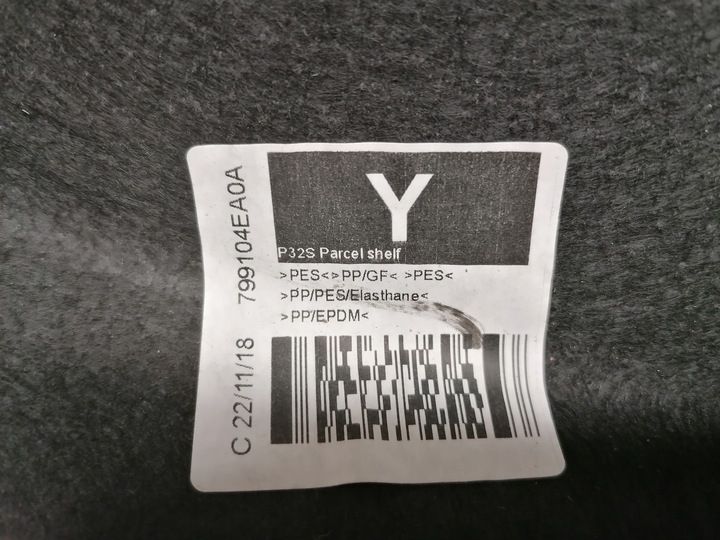 Y
P32S Parcel shelf
>PES<>PP/GF< >PES<
>PP/PES/Elasthane<
>PP/EPDM<
C 22/11/18 799104EA0A